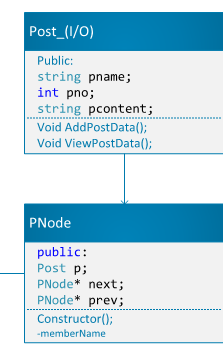 Post_(I/O)
Public:
string pname;
int pno;
string pcontent;
Void AddPostData();
Void ViewPostData();
PNode
public:
Post p;
PNode* next;
PNode* prev;
Constructor();
-memberName